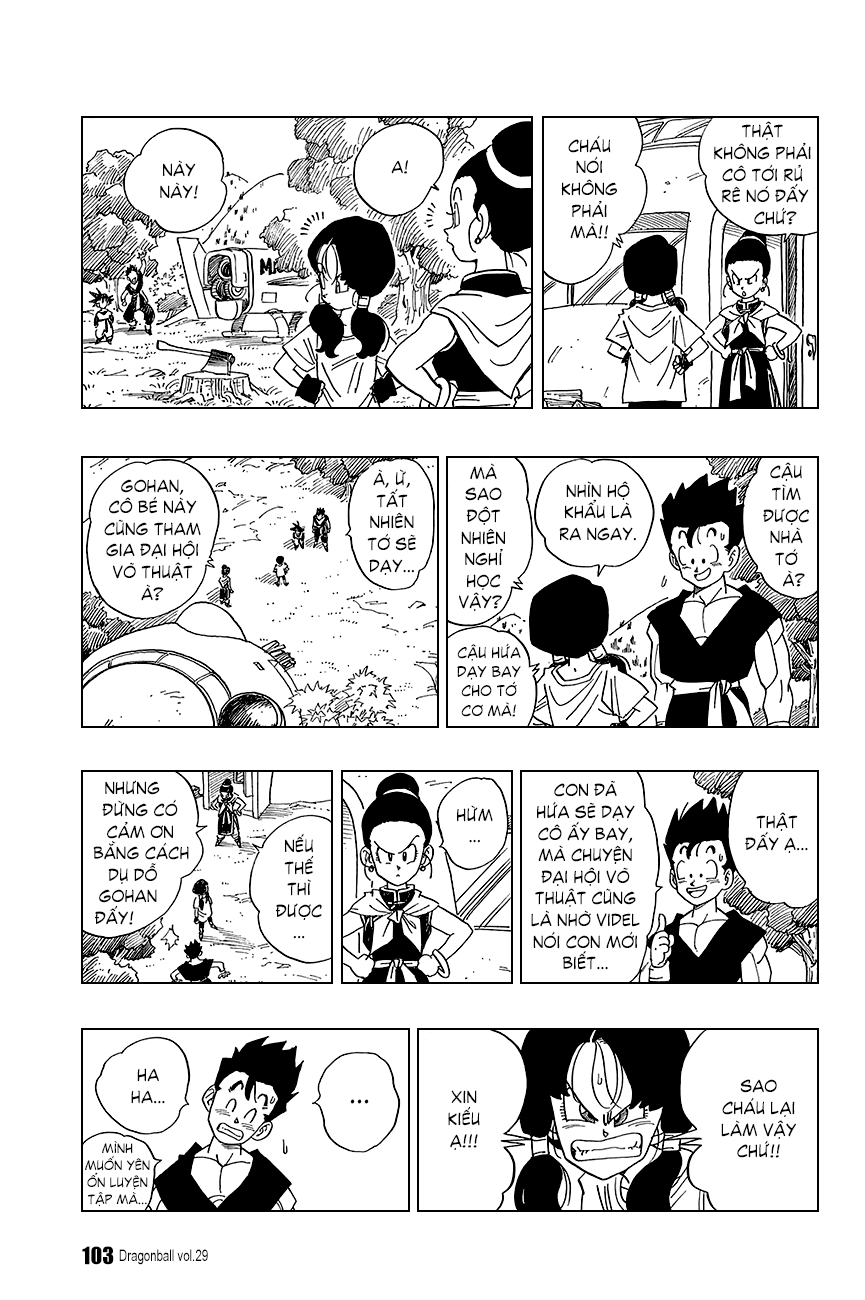 THẬT
KHÔNG PHẢI
CÔ TỚI RỦ
RÊ NÓ ĐẤY
CHỨ?
CHÁU
NÓI
KHÔNG
PHẢI
MÀ!!
A!
NÀY
NÀY!
CẬU
TÌM
ĐƯỢC
NHÀ
TỚ
À?
NHÌN HỘ
KHẨU LÀ
RA NGAY.
MÀ
SAO
ĐỘT
NHIÊN
NGHỈ
HỌC
VẬY?
CẬU HỨA
DẠY BAY
CHO TỚ
CƠ MÀ!
À, Ừ,
TẤT
NHIÊN
TỚ SẼ
DẠY...
GOHAN,
CÔ BÉ NÀY
CŨNG THAM
GIA ĐẠI HỘI
VÕ THUẬT
À?
THẬT
ĐẤY Ạ...
CON ĐÃ
HỨA SẼ DẠY
CÔ ẤY BAY,
MÀ CHUYỆN
ĐẠI HỘI VÕ
THUẬT CŨNG
LÀ NHỜ VIDEL
NÓI CON MỚI
BIẾT...
HỪM
...
NẾU
THẾ
THÌ
ĐƯỢC
...
NHƯNG
ĐỪNG CÓ
CẢM ƠN
BẰNG CÁCH
DỤ DỖ
GOHAN
ĐẤY!
SAO
CHÁU LẠI
LÀM VẬY
CHỨ!!
XIN
KIẾU
Ạ!!!
...
HA
HA...
MÌNH
MUỐN YÊN
ỔN LUYỆN
TẬP MÀ...
M
103 Dragonball vol.29